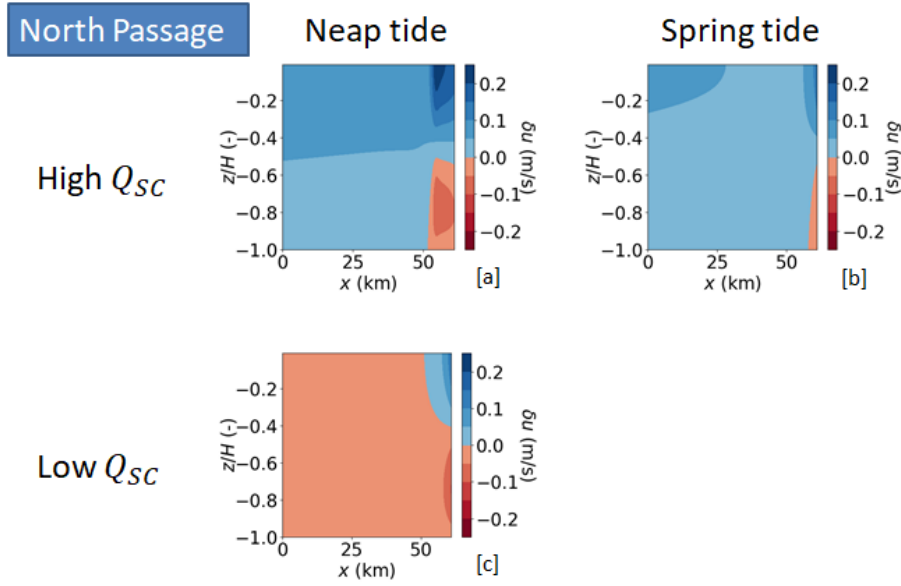 North Passage
Neap tide
Spring tide
High Q_SC
z/H (-)
−0.2
−0.4
−0.6
−0.8
−1.0
0
25
50
x (km)
0.2
0.1
0.0
−0.1
−0.2
δu (m/s)
[a]
z/H (-)
−0.2
−0.4
−0.6
−0.8
−1.0
0
25
50
x (km)
0.2
0.1
0.0
−0.1
−0.2
δu (m/s)
[b]
Low Q_SC
z/H (-)
−0.2
−0.4
−0.6
−0.8
−1.0
0
25
50
x (km)
0.2
0.1
0.0
−0.1
−0.2
δu (m/s)
[c]